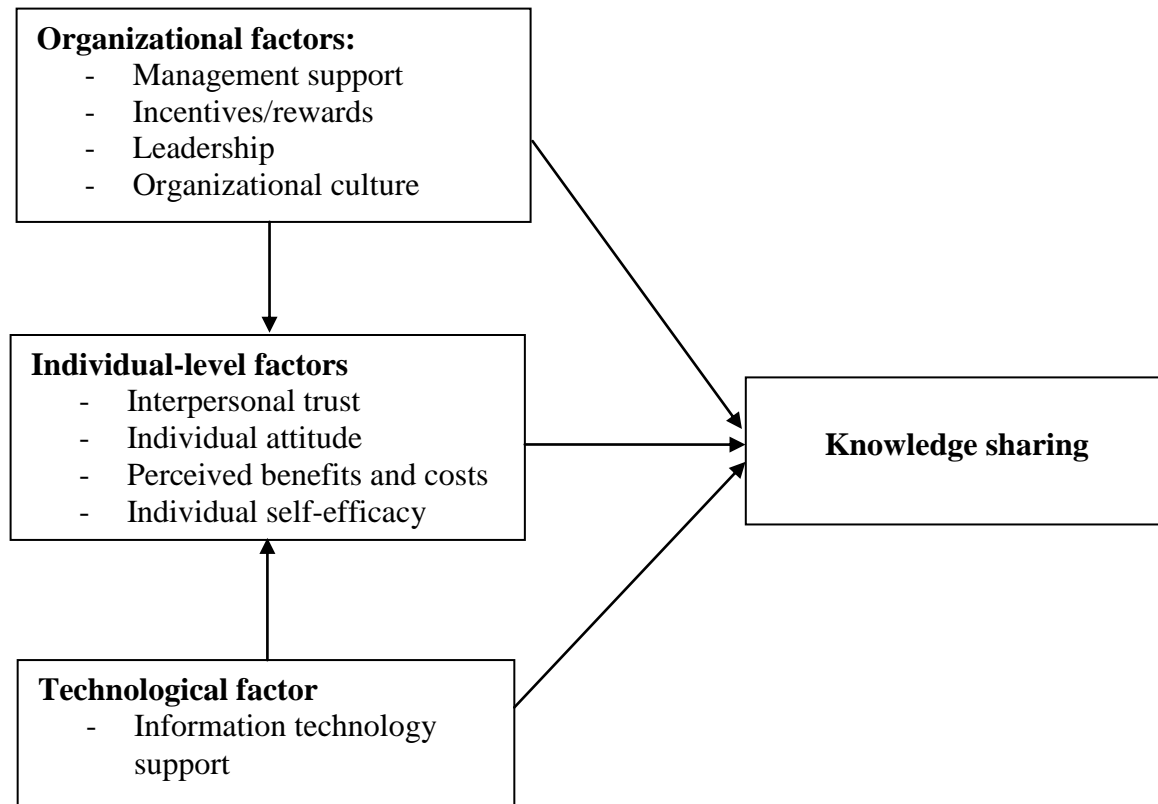 Organizational factors:
- Management support
- Incentives/rewards
- Leadership
- Organizational culture
Individual-level factors
- Interpersonal trust
- Individual attitude
- Perceived benefits and costs
- Individual self-efficacy
Knowledge sharing
Technological factor
- Information technology
support